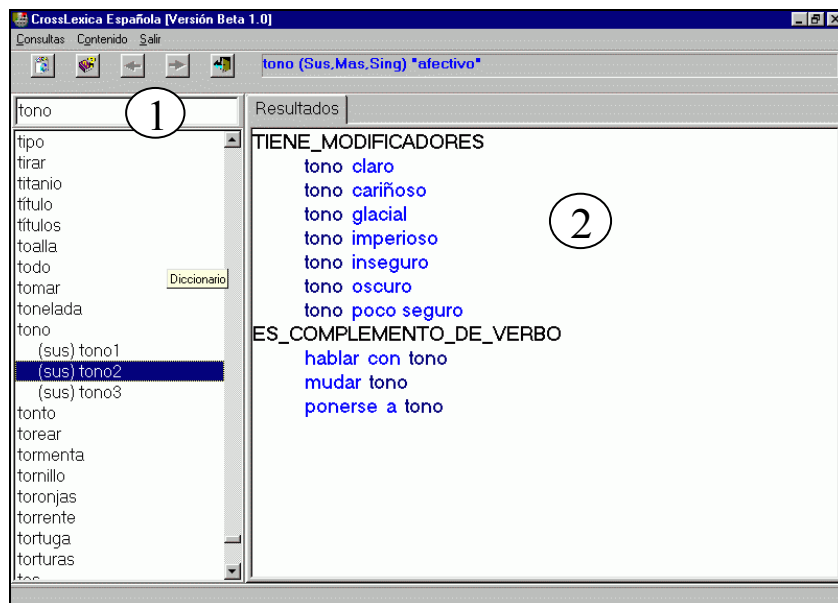 CrossLexica Española [Versión Beta 1.0]
Consultas Contenido Salir
tono (Sus,Mas,Sing) "afectivo"
tono
1
tipo
tirar
titanio
título
títulos
toalla
todo
tomar
tonelada
tono
(sus) tono1
(sus) tono2
(sus) tono3
tonto
torear
tormenta
tornillo
toronjas
torrente
tortuga
torturas
tos
Diccionario
Resultados
TIENE_MODIFICADORES
tono claro
tono cariñoso
tono glacial
tono imperioso
tono inseguro
tono oscuro
tono poco seguro
ES_COMPLEMENTO_DE_VERBO
hablar con tono
mudar tono
ponerse a tono
2